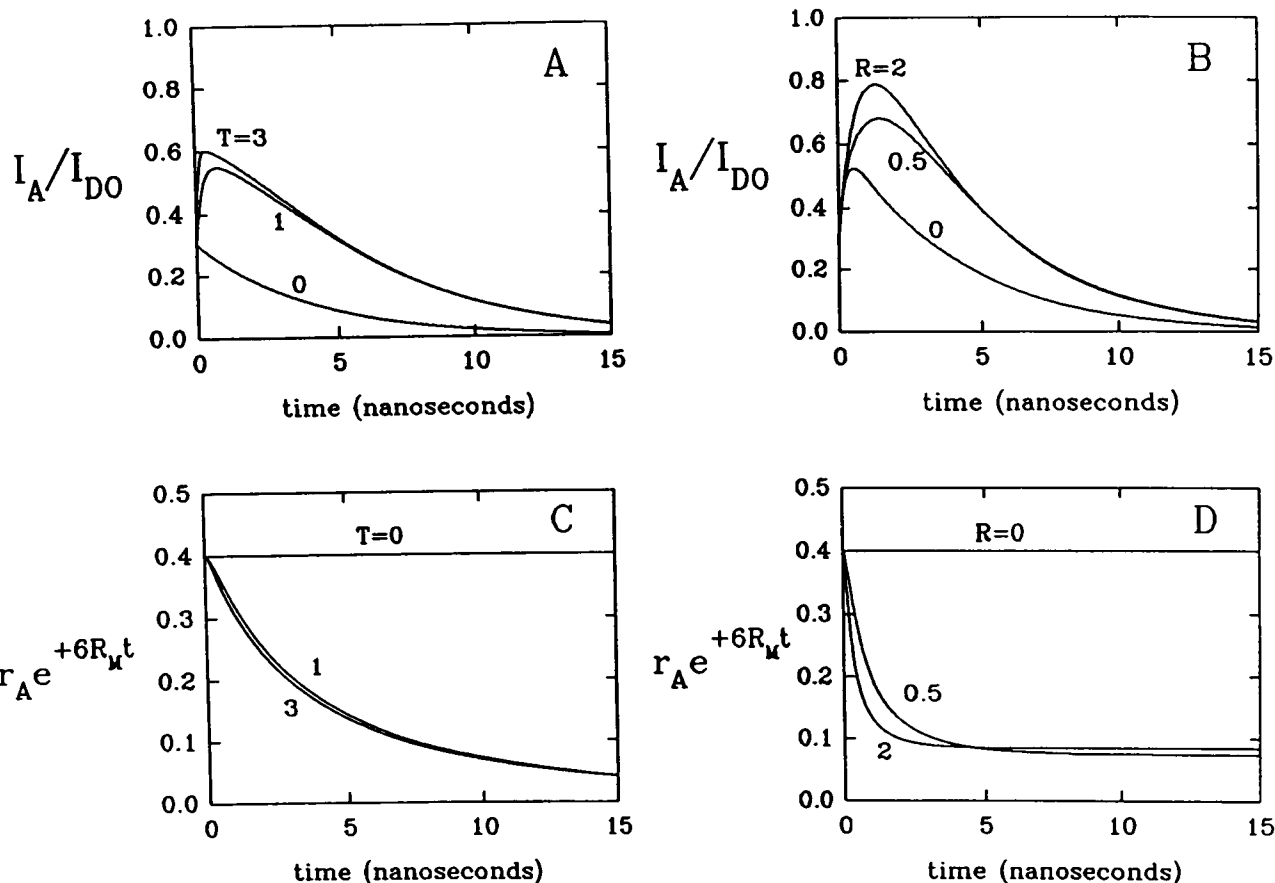 A
1.0
0.8
0.6
0.4
0.2
0.0
I_A/I_DO
T=3
1
0
0 5 10 15
time (nanoseconds)
B
1.0
0.8
0.6
0.4
0.2
0.0
I_A/I_DO
R=2
0.5
0
0 5 10 15
time (nanoseconds)
C
0.5
0.4
0.3
0.2
0.1
0.0
r_A e^{+6R_M t}
T=0
1
3
0 5 10 15
time (nanoseconds)
D
0.5
0.4
0.3
0.2
0.1
0.0
r_A e^{+6R_M t}
R=0
0.5
2
0 5 10 15
time (nanoseconds)